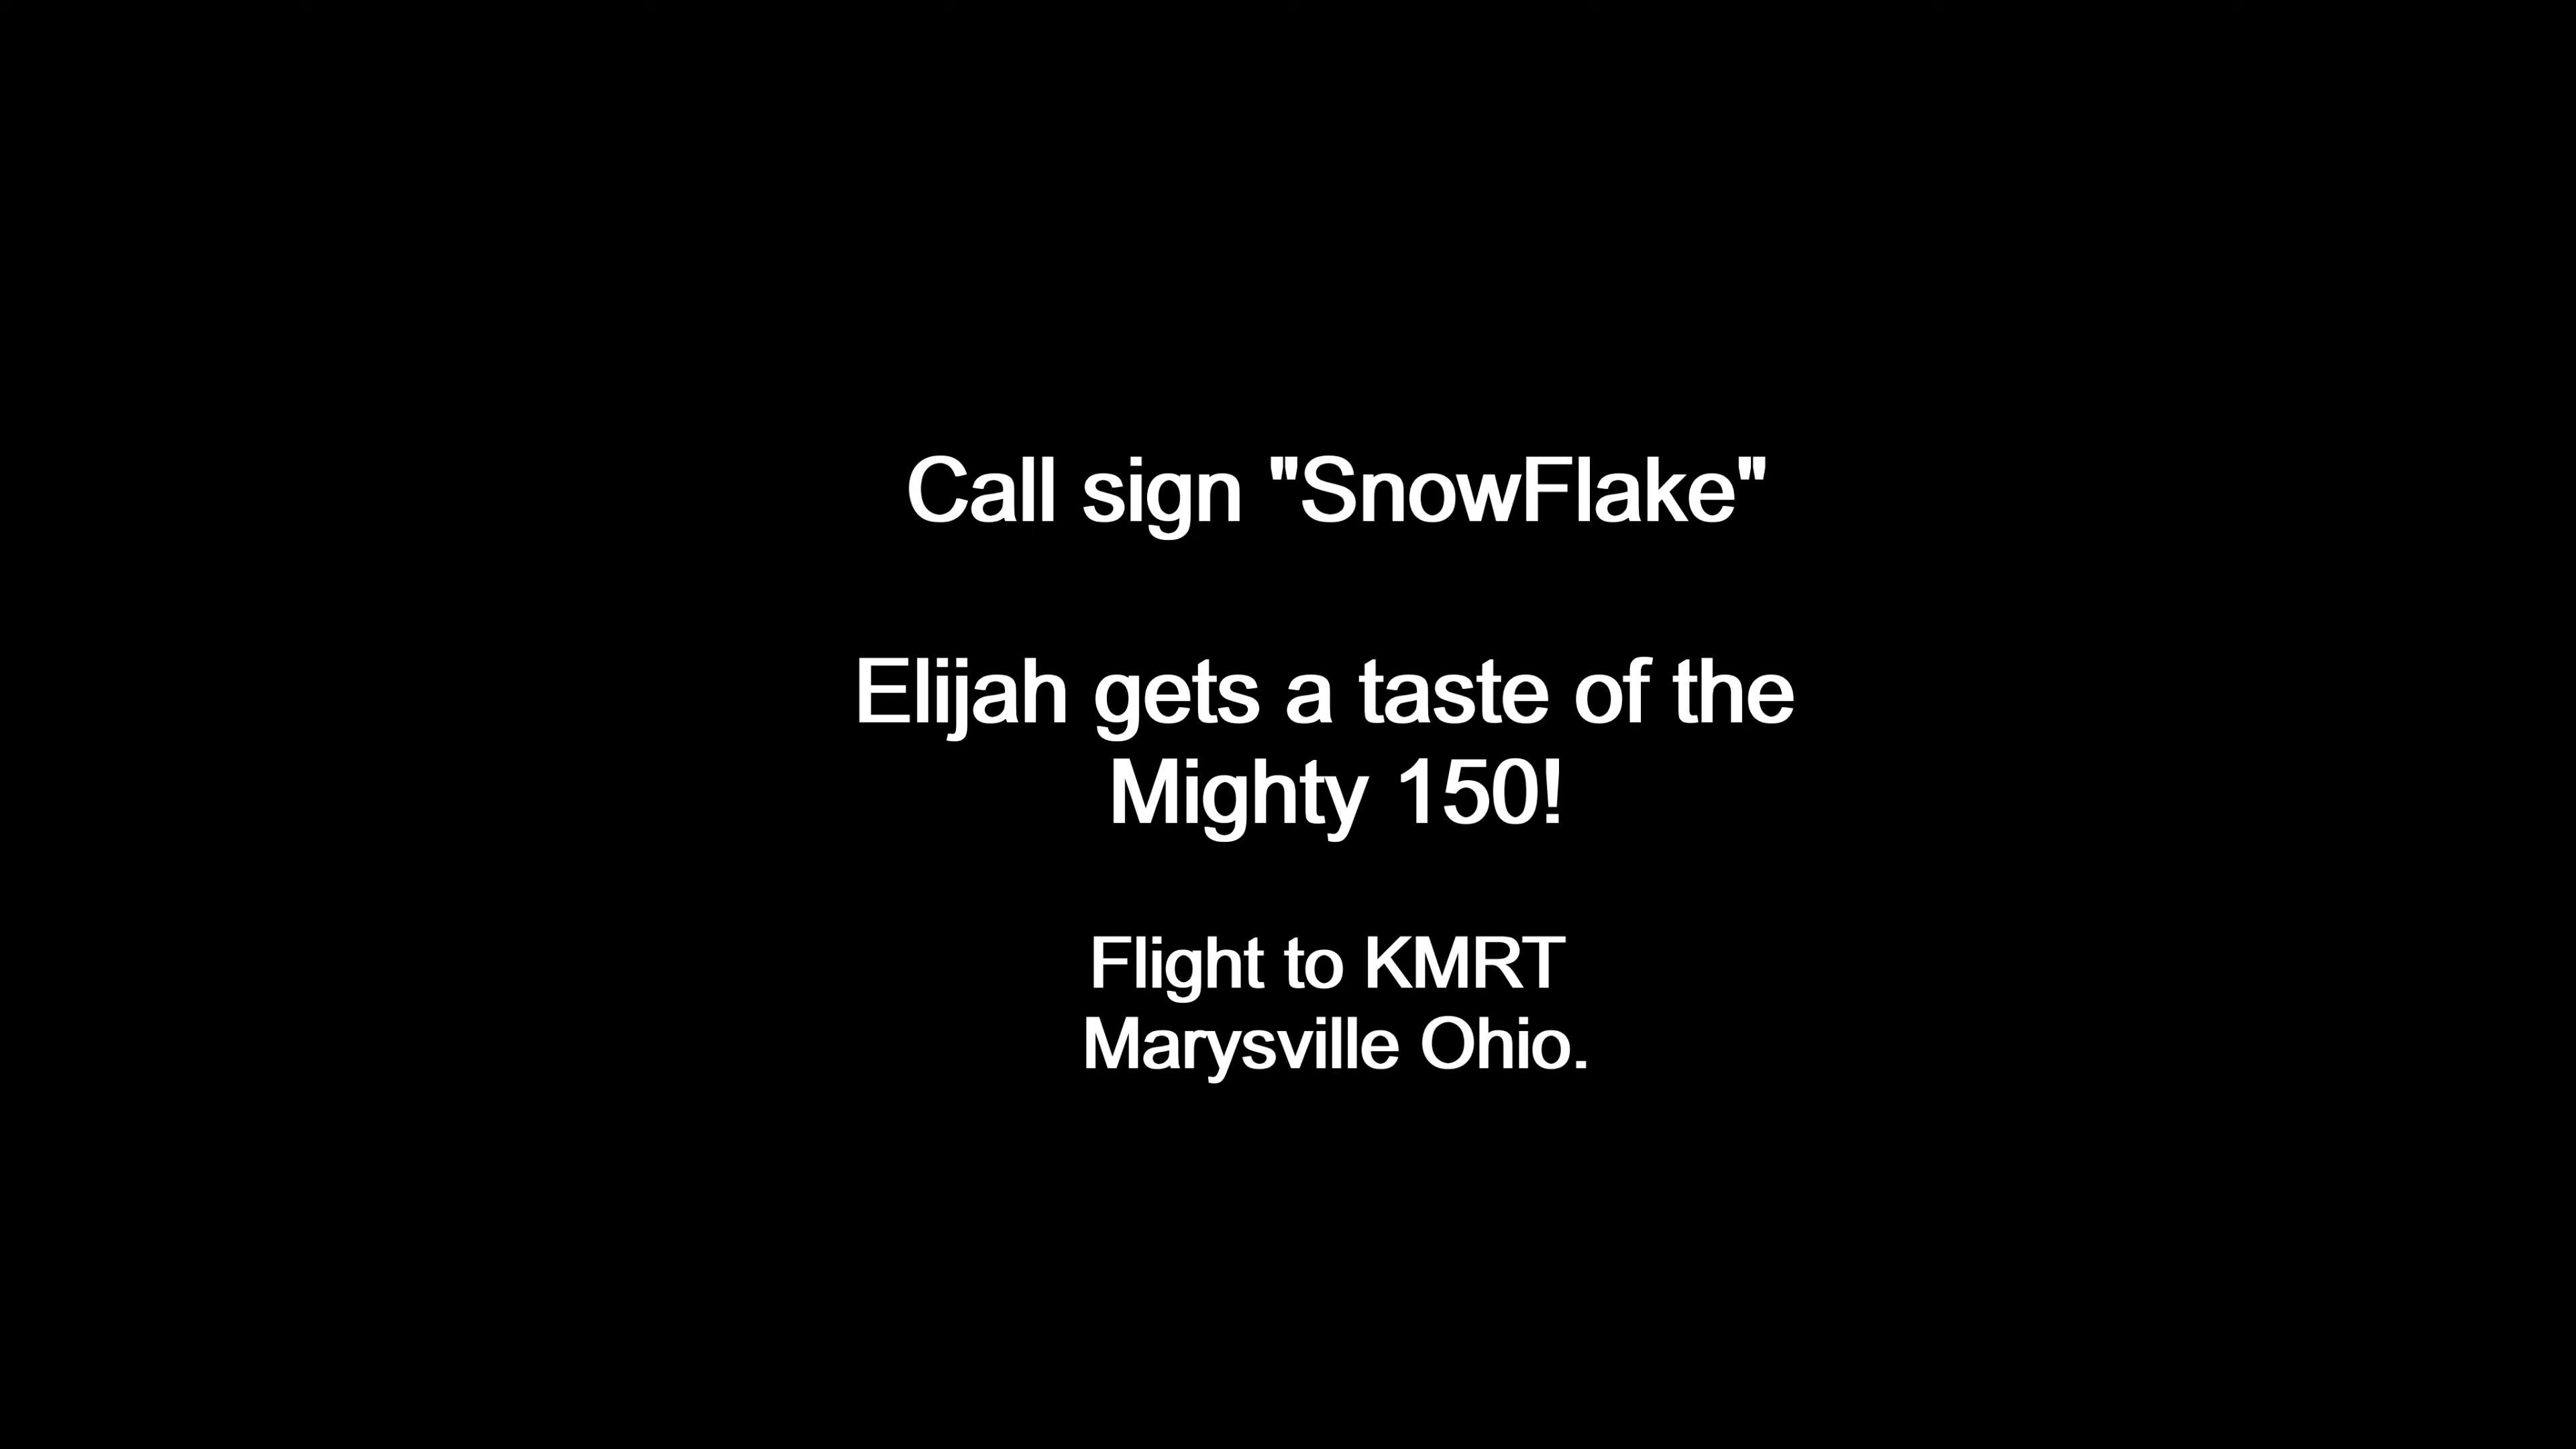 Call sign "SnowFlake"
Elijah gets a taste of the
Mighty 150!
Flight to KMRT
Marysville Ohio.